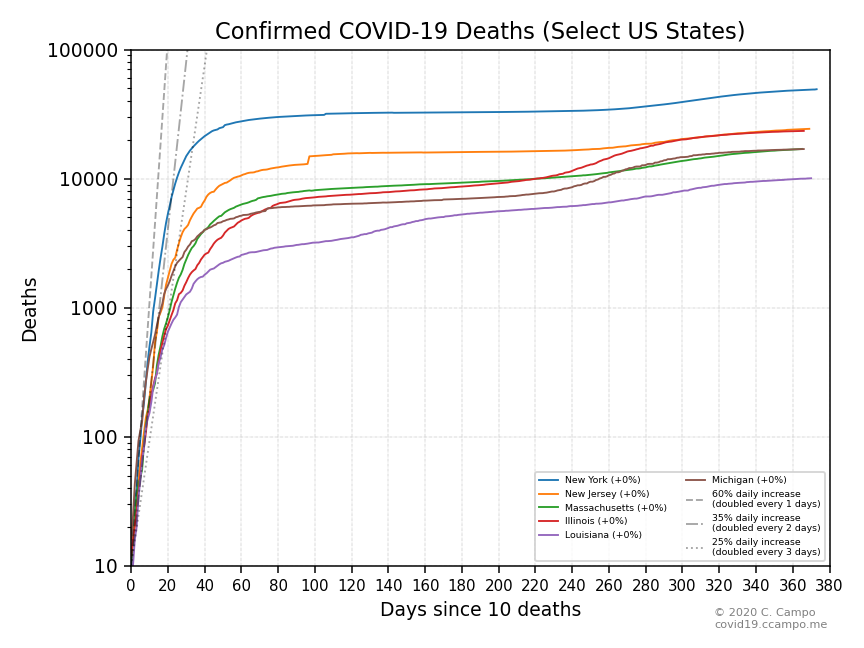 Confirmed COVID-19 Deaths (Select US States)
100000
10000
1000
100
10
Deaths
0 20 40 60 80 100 120 140 160 180 200 220 240 260 280 300 320 340 360 380
Days since 10 deaths
New York (+0%)
New Jersey (+0%)
Massachusetts (+0%)
Illinois (+0%)
Louisiana (+0%)
Michigan (+0%)
60% daily increase
(doubled every 1 days)
35% daily increase
(doubled every 2 days)
25% daily increase
(doubled every 3 days)
© 2020 C. Campo
covid19.ccampo.me